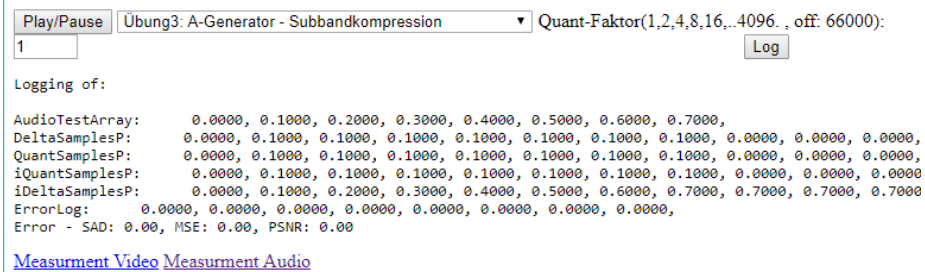 Play/Pause Übung3: A-Generator - Subbandkompression Quant-Faktor(1,2,4,8,16,..4096. , off: 66000):
1 Log
Logging of:
AudioTestArray: 0.0000, 0.1000, 0.2000, 0.3000, 0.4000, 0.5000, 0.6000, 0.7000,
DeltaSamplesP: 0.0000, 0.1000, 0.1000, 0.1000, 0.1000, 0.1000, 0.1000, 0.1000, 0.0000, 0.0000, 0.0000,
QuantSamplesP: 0.0000, 0.1000, 0.1000, 0.1000, 0.1000, 0.1000, 0.1000, 0.1000, 0.0000, 0.0000, 0.0000,
iQuantSamplesP: 0.0000, 0.1000, 0.1000, 0.1000, 0.1000, 0.1000, 0.1000, 0.1000, 0.0000, 0.0000, 0.0000
iDeltaSamplesP: 0.0000, 0.1000, 0.2000, 0.3000, 0.4000, 0.5000, 0.6000, 0.7000, 0.7000, 0.7000, 0.7000
ErrorLog: 0.0000, 0.0000, 0.0000, 0.0000, 0.0000, 0.0000, 0.0000, 0.0000,
Error - SAD: 0.00, MSE: 0.00, PSNR: 0.00
Measurment Video Measurment Audio